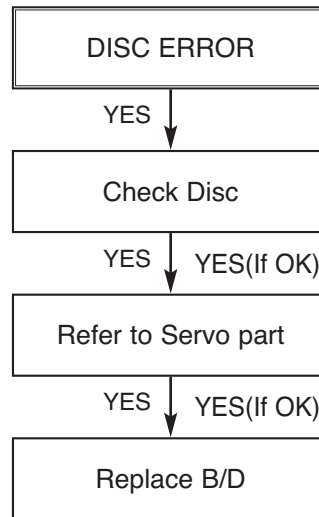 DISC ERROR
YES
Check Disc
YES YES(If OK)
Refer to Servo part
YES YES(If OK)
Replace B/D